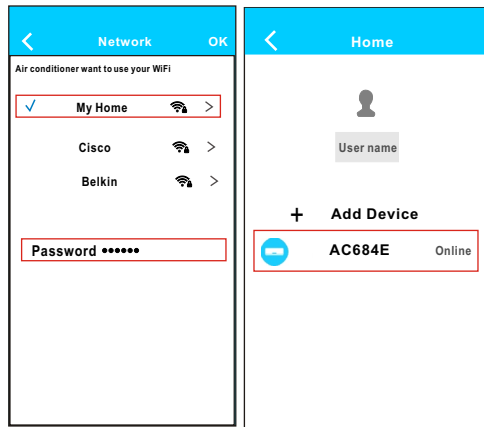 Network OK
Air conditioner want to use your WiFi
My Home
Cisco
Belkin
Password ••••••
Home
User name
+ Add Device
AC684E Online